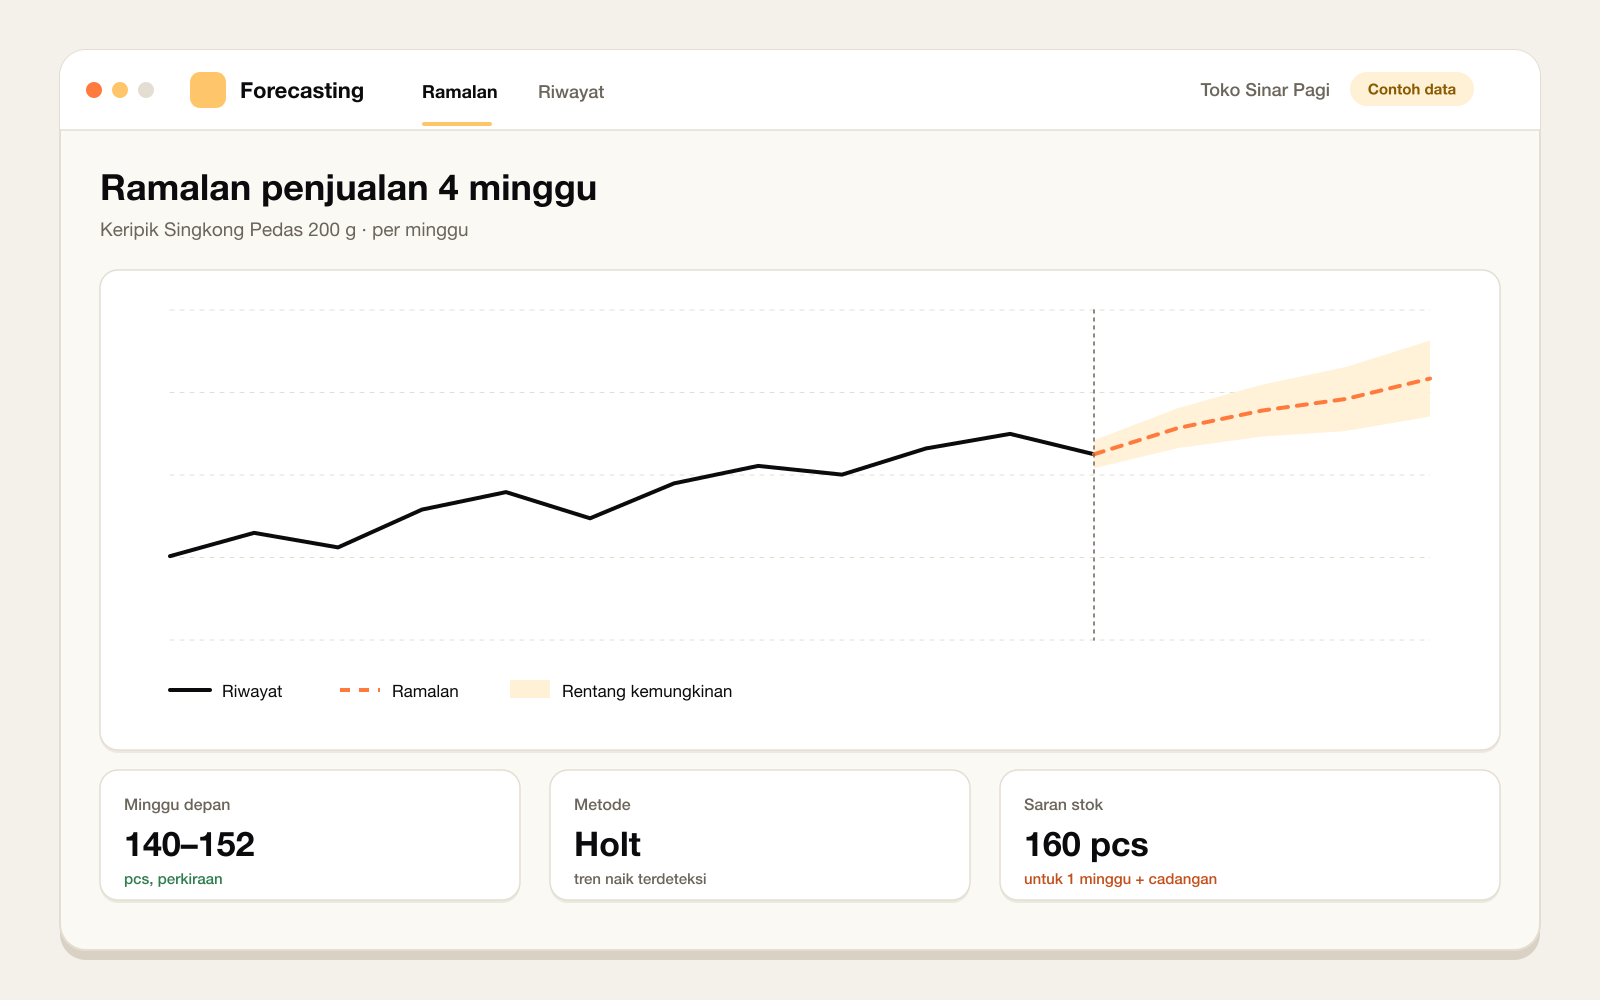 Forecasting
Ramalan
Riwayat
Toko Sinar Pagi
Contoh data
Ramalan penjualan 4 minggu
Keripik Singkong Pedas 200 g · per minggu
Riwayat
Ramalan
Rentang kemungkinan
Minggu depan
140–152
pcs, perkiraan
Metode
Holt
tren naik terdeteksi
Saran stok
160 pcs
untuk 1 minggu + cadangan